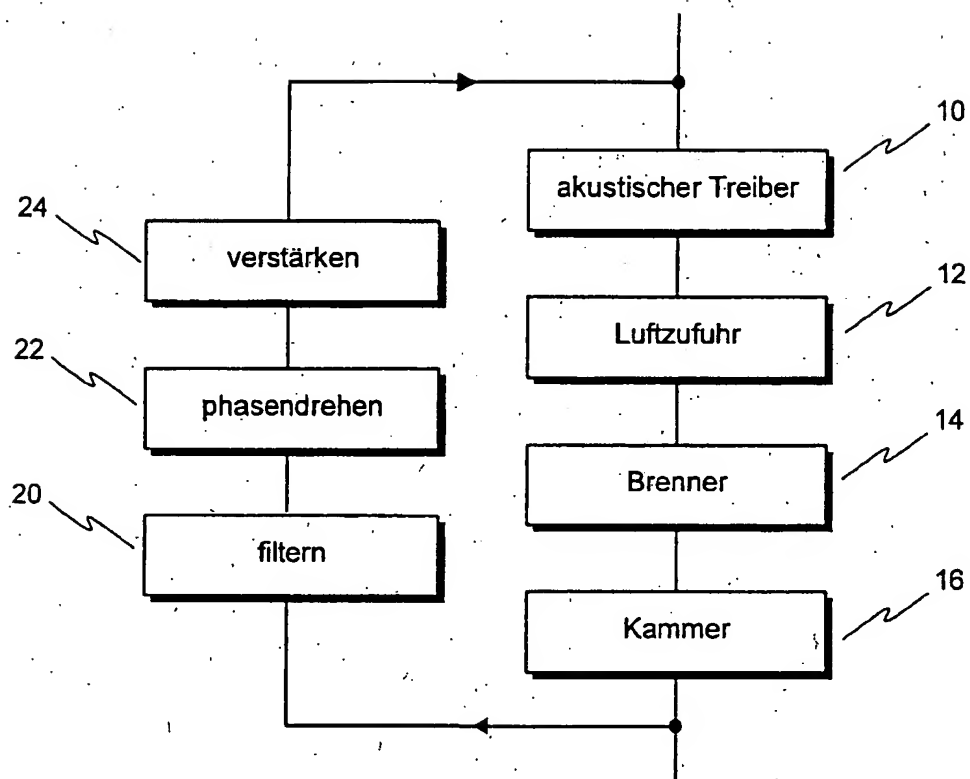 10
akustischer Treiber
24
verstärken
12
Luftzufuhr
22
phasendrehen
14
Brenner
20
filtern
16
Kammer